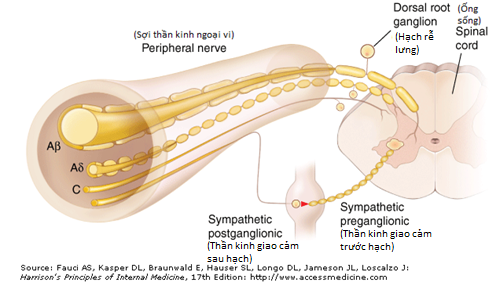 (Sợi thần kinh ngoại vi)
Peripheral nerve
Dorsal root
ganglion
(Hạch rễ
lưng)
(Ống
sống)
Spinal
cord
Aβ
Aδ
C
Sympathetic
postganglionic
(Thần kinh giao cảm
sau hạch)
Sympathetic
preganglionic
(Thần kinh giao cảm
trước hạch)
Source: Fauci AS, Kasper DL, Braunwald E, Hauser SL, Longo DL, Jameson JL, Loscalzo J:
Harrison's Principles of Internal Medicine, 17th Edition: http://www.accessmedicine.com